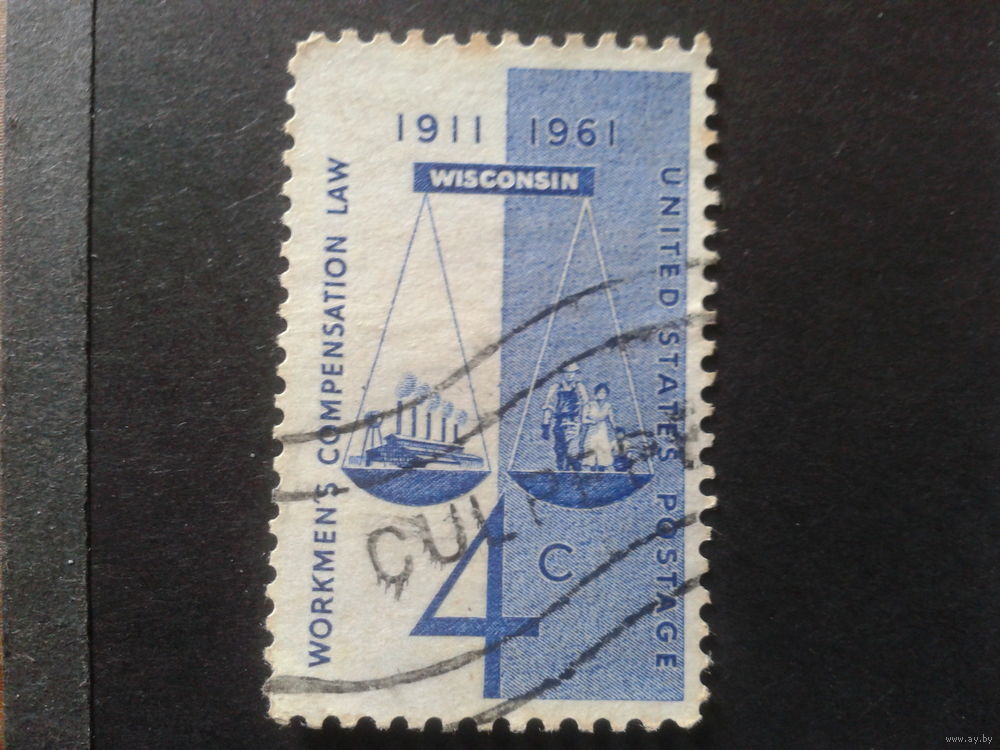 1911 1961
WISCONSIN
WORKMEN'S COMPENSATION LAW
UNITED STATES POSTAGE
4 C
www.ay.by